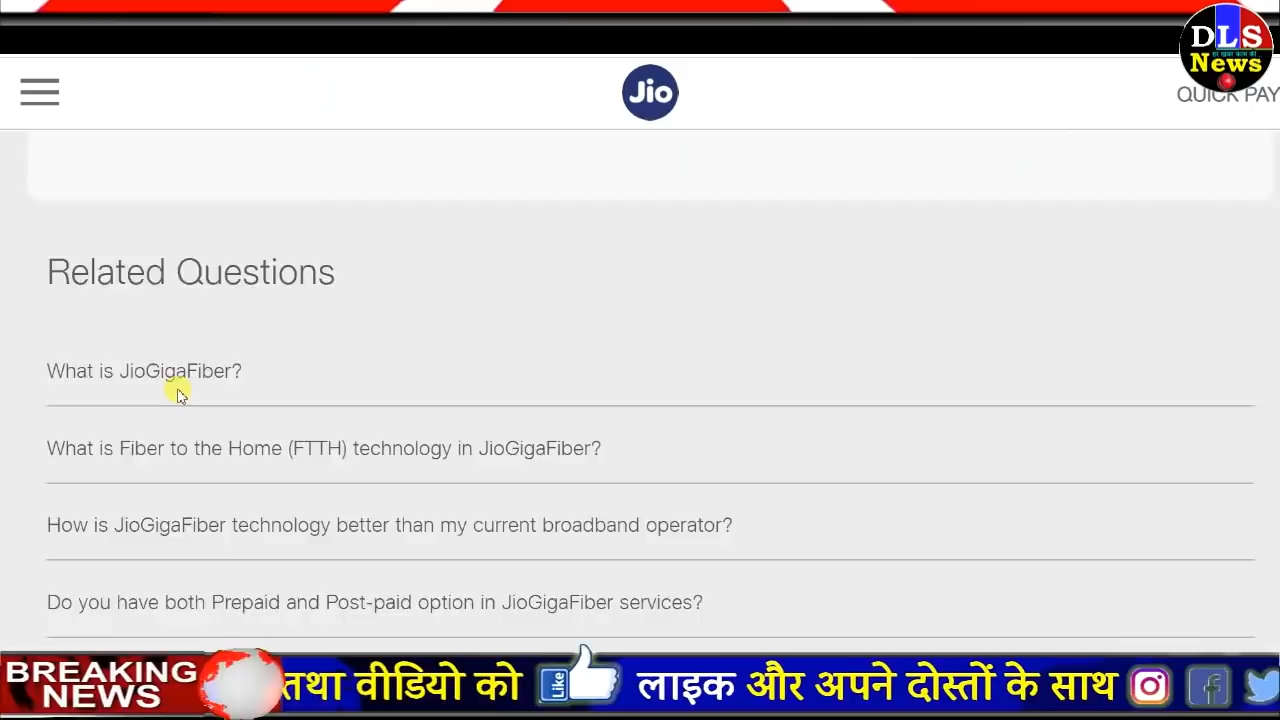 DLS
News
Jio
QUICK PAY
Related Questions
What is JioGigaFiber?
What is Fiber to the Home (FTTH) technology in JioGigaFiber?
How is JioGigaFiber technology better than my current broadband operator?
Do you have both Prepaid and Post-paid option in JioGigaFiber services?
BREAKING
NEWS
तथा वीडियो को Like लाइक और अपने दोस्तों के साथ